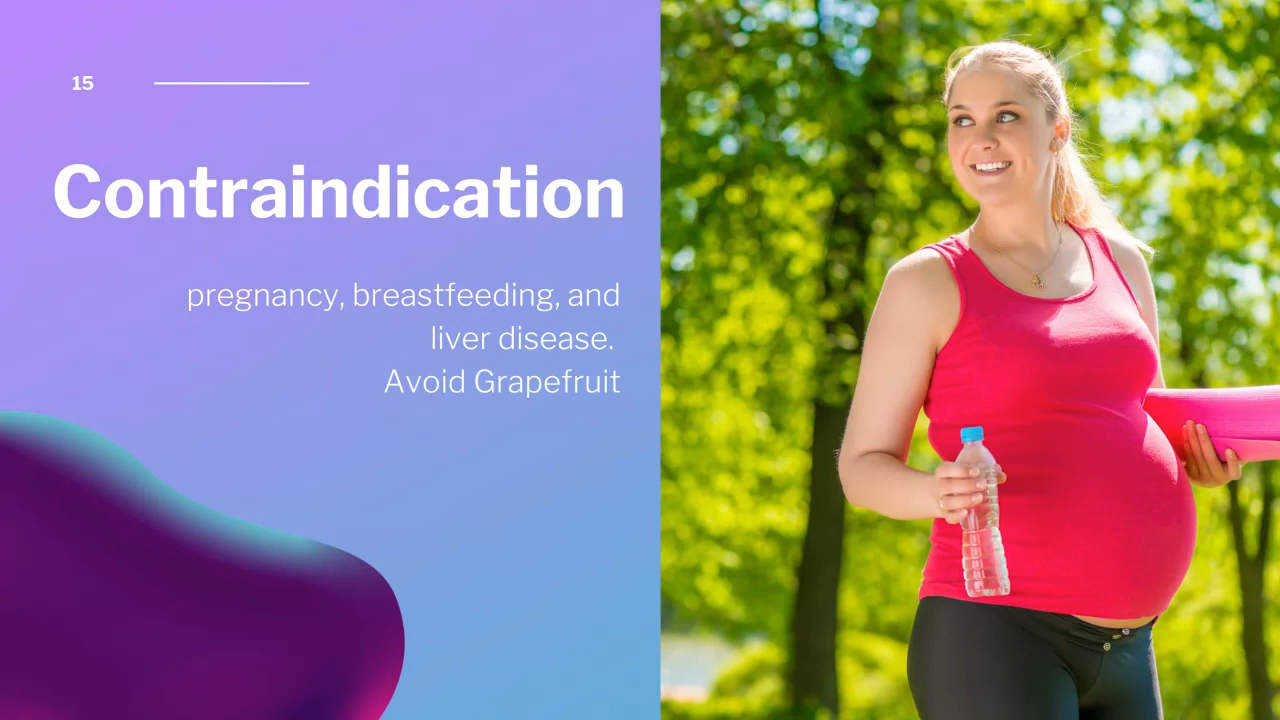 15
Contraindication
pregnancy, breastfeeding, and
liver disease.
Avoid Grapefruit